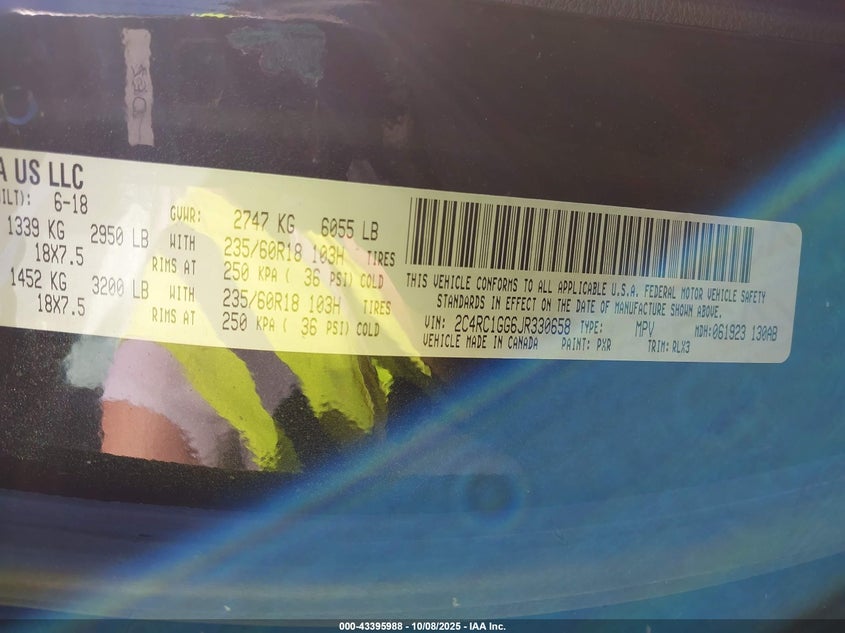 A US LLC
ILT): 6-18
GVWR: 2747 KG 6055 LB
1339 KG 2950 LB WITH 235/60R18 103H TIRES
18X7.5 RIMS AT 250 KPA ( 36 PSI) COLD
1452 KG 3200 LB WITH 235/60R18 103H TIRES
18X7.5 RIMS AT 250 KPA ( 36 PSI) COLD
THIS VEHICLE CONFORMS TO ALL APPLICABLE U.S.A. FEDERAL MOTOR VEHICLE SAFETY
STANDARDS IN EFFECT ON THE DATE OF MANUFACTURE SHOWN ABOVE.
VIN: 2C4RC1GG6JR330658 TYPE: MPV MDH:061923 130AB
VEHICLE MADE IN CANADA PAINT: PXR TRIM: RLX3
000-43395988 - 10/08/2025 - IAA Inc.